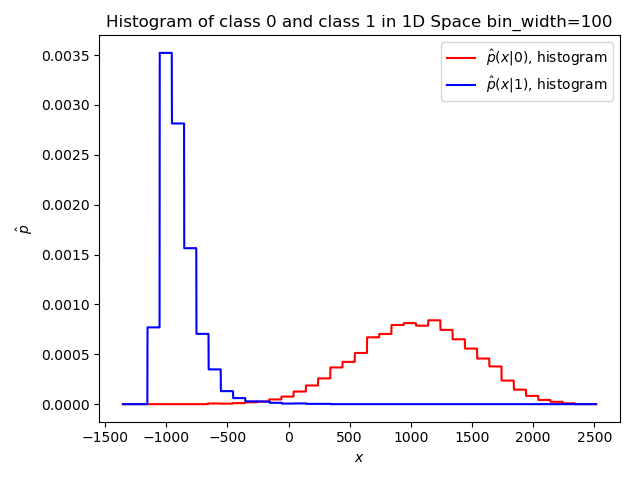 Histogram of class 0 and class 1 in 1D Space bin_width=100
p̂(x|0), histogram
p̂(x|1), histogram
0.0035
0.0030
0.0025
0.0020
0.0015
0.0010
0.0005
0.0000
p̂
−1500 −1000 −500 0 500 1000 1500 2000 2500
x